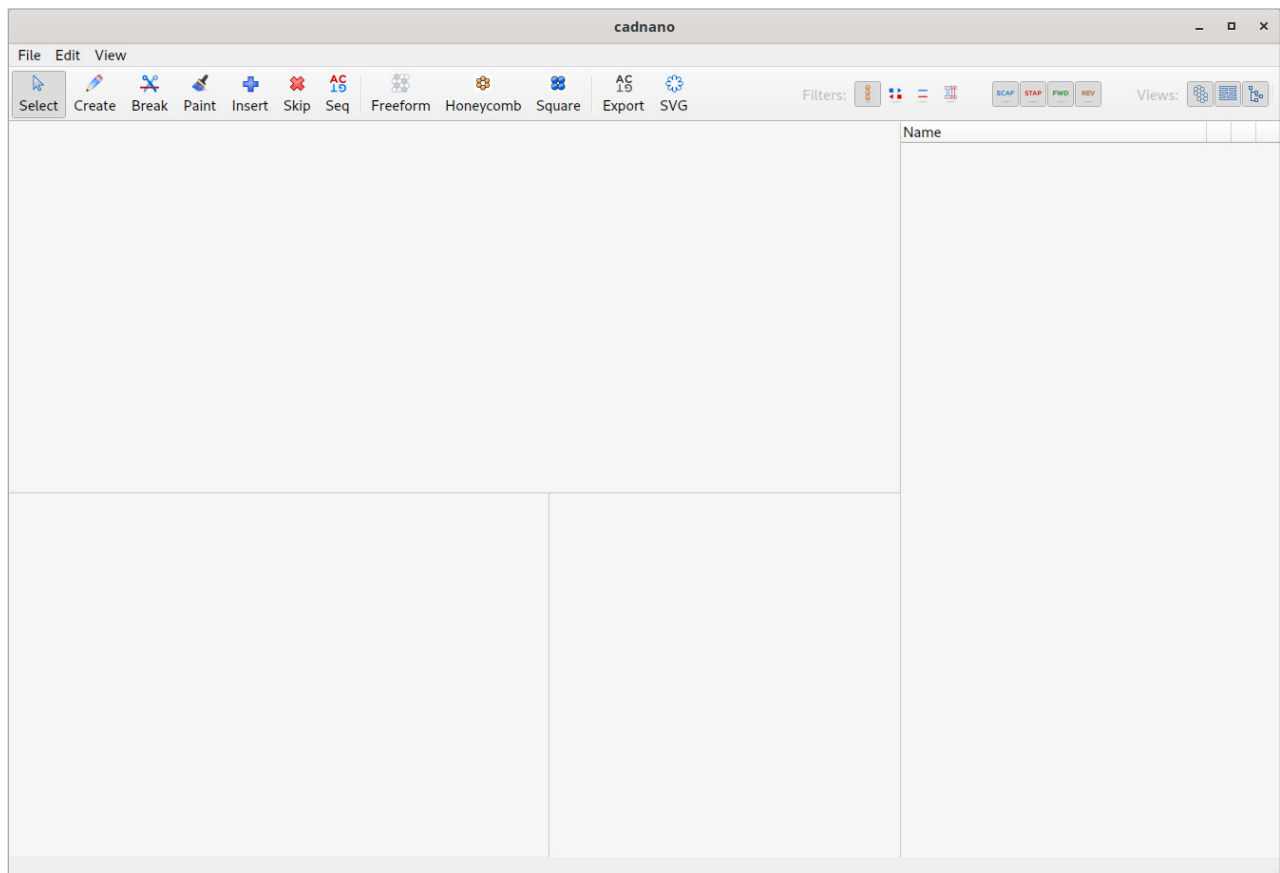 cadnano
File Edit View
Select Create Break Paint Insert Skip Seq Freeform Honeycomb Square Export SVG Filters: SCAF STAP FWD REV Views:
Name